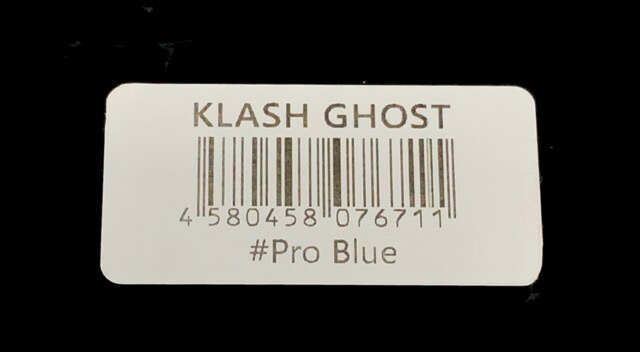 KLASH GHOST
4 580458 076711
#Pro Blue